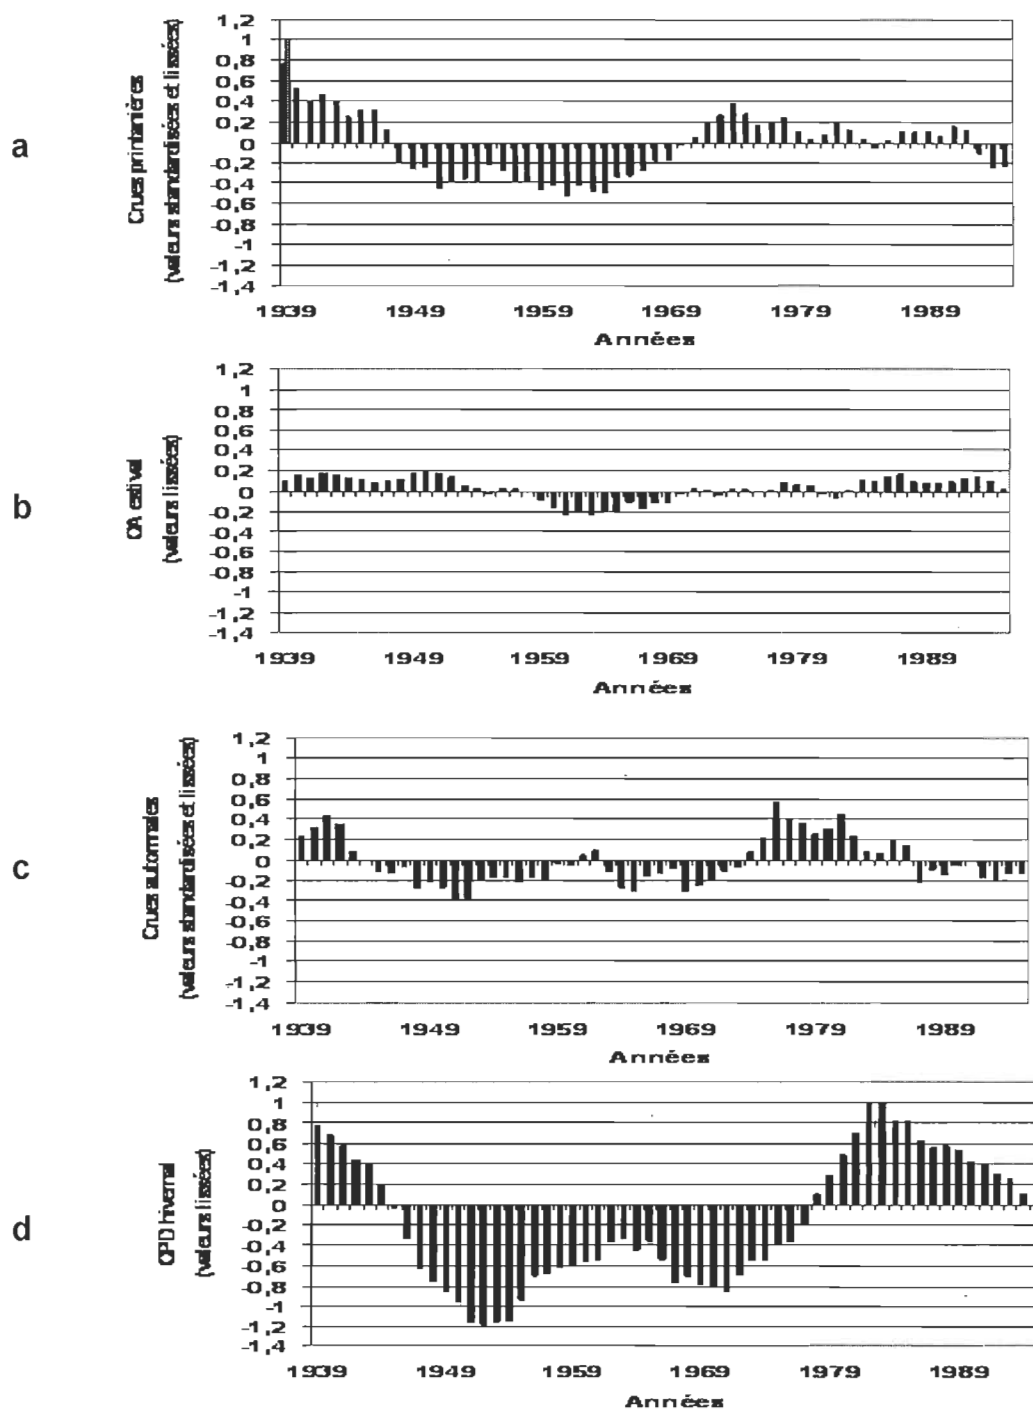 a
Crues printanières
(valeurs standardisées et lissées)
1,2
1
0,8
0,6
0,4
0,2
0
-0,2
-0,4
-0,6
-0,8
-1
-1,2
-1,4
1939 1949 1959 1969 1979 1989
Années
b
OA estival
(valeurs lissées)
1,2
1
0,8
0,6
0,4
0,2
0
-0,2
-0,4
-0,6
-0,8
-1
-1,2
-1,4
1939 1949 1959 1969 1979 1989
Années
c
Crues automnales
(valeurs standardisées et lissées)
1,2
1
0,8
0,6
0,4
0,2
0
-0,2
-0,4
-0,6
-0,8
-1
-1,2
-1,4
1939 1949 1959 1969 1979 1989
Années
d
OPD hivernal
(valeurs lissées)
1,2
1
0,8
0,6
0,4
0,2
0
-0,2
-0,4
-0,6
-0,8
-1
-1,2
-1,4
1939 1949 1959 1969 1979 1989
Années